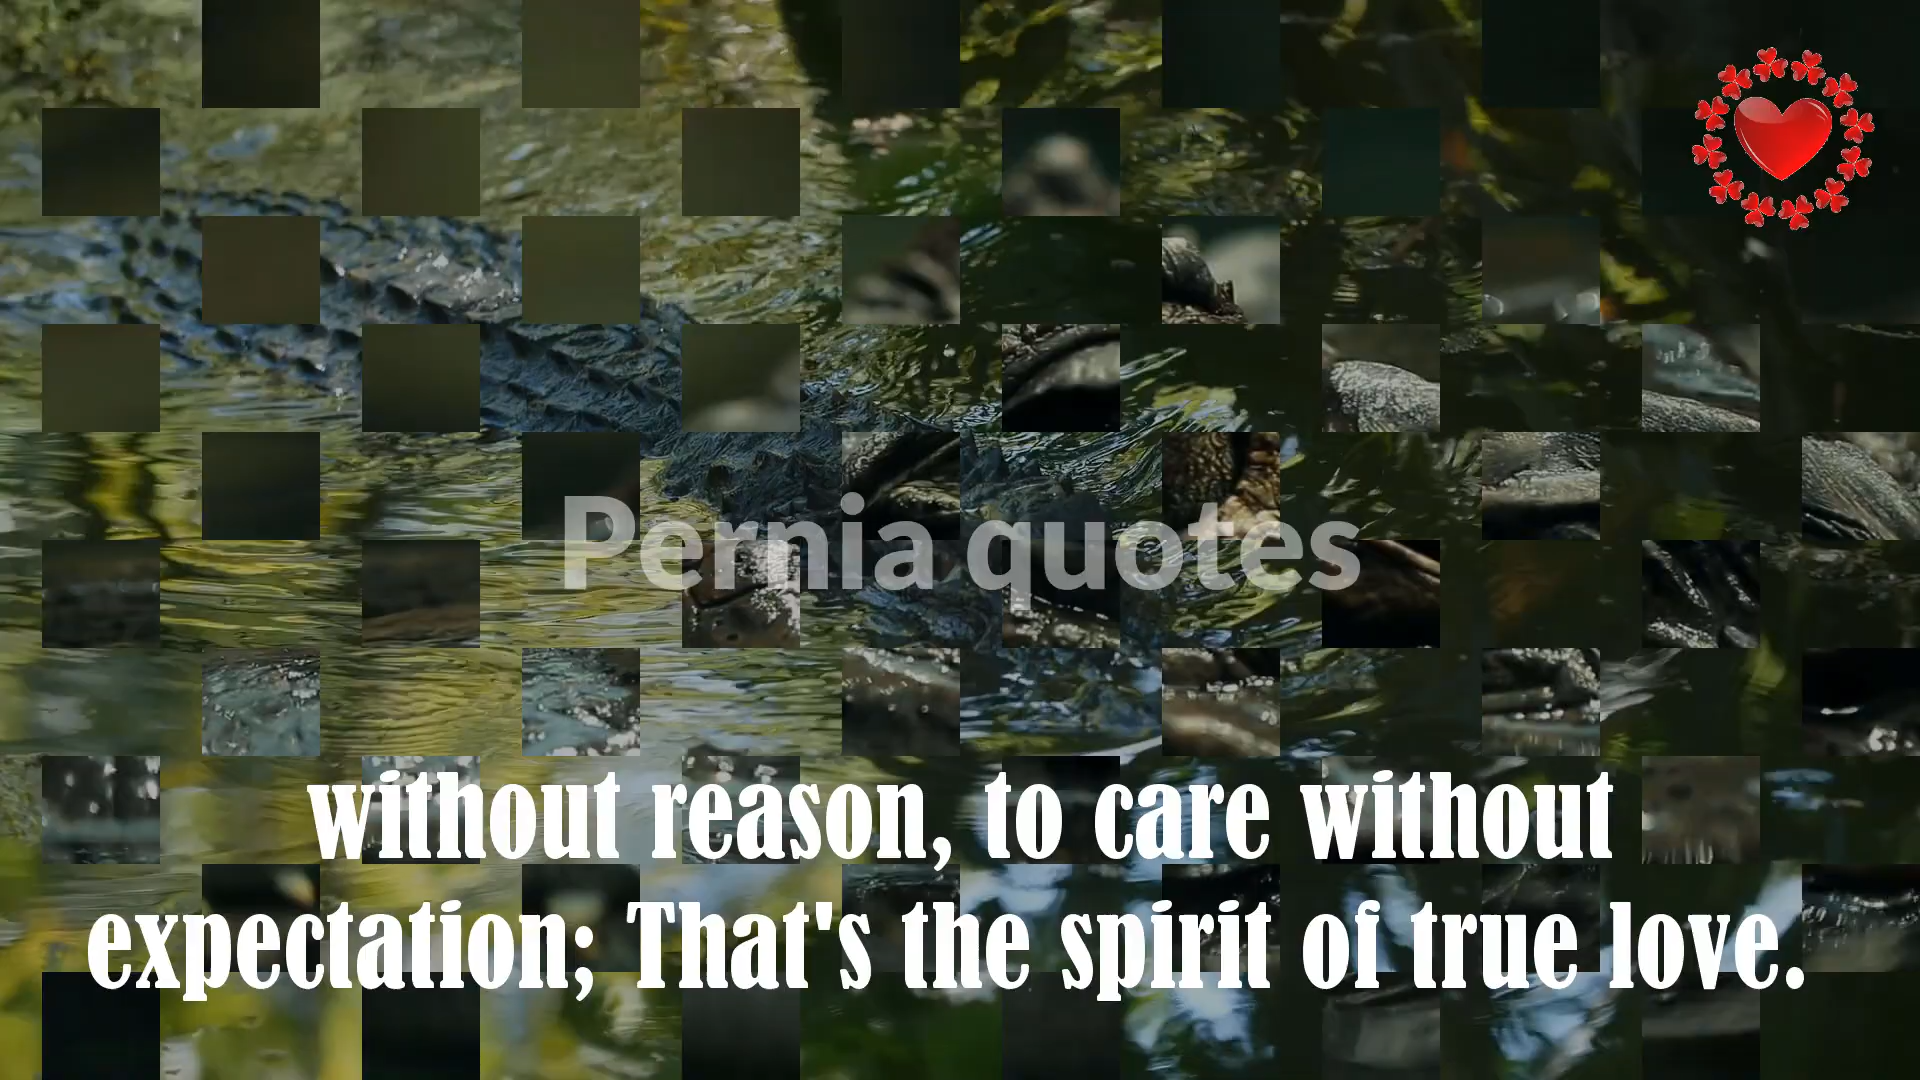 Pernia quotes
without reason, to care without
expectation; That's the spirit of true love.